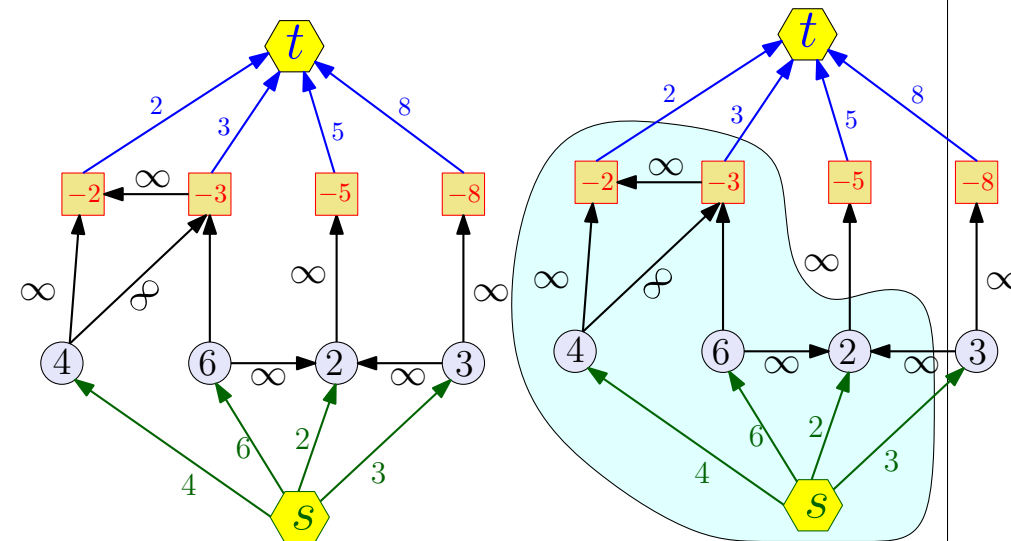 t t
2 3 5 8 2 3 5 8
−2 ∞ −3 −5 −8 −2 ∞ −3 −5 −8
∞ ∞ ∞ ∞ ∞ ∞ ∞ ∞
4 6 2 3 4 6 2 3
∞ ∞ ∞ ∞
4 6 2 3 4 6 2 3
s s